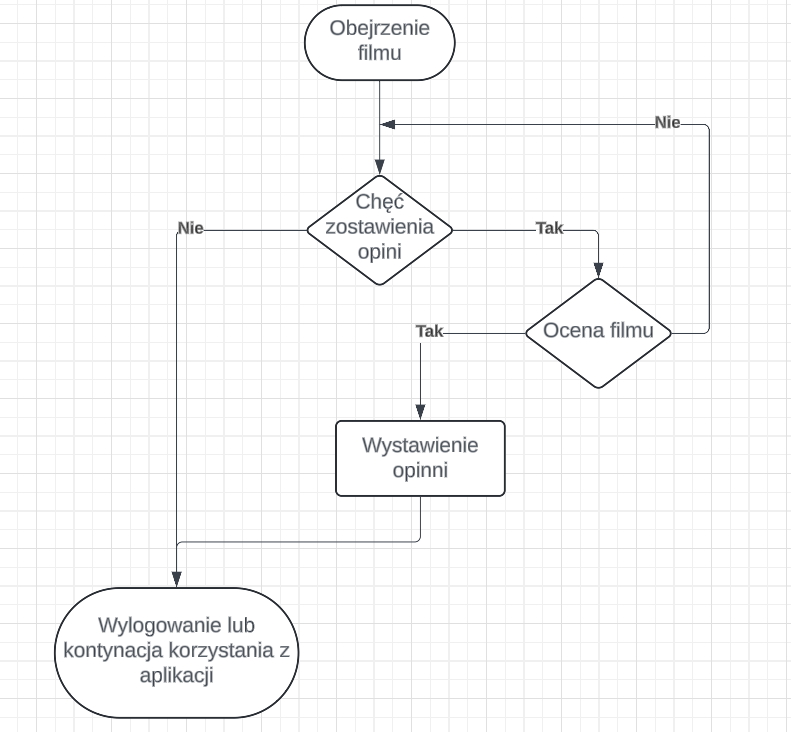 Obejrzenie
filmu
Nie
Chęć
zostawienia
opini
Nie
Tak
Ocena filmu
Tak
Wystawienie
opinni
Wylogowanie lub
kontynacja korzystania z
aplikacji